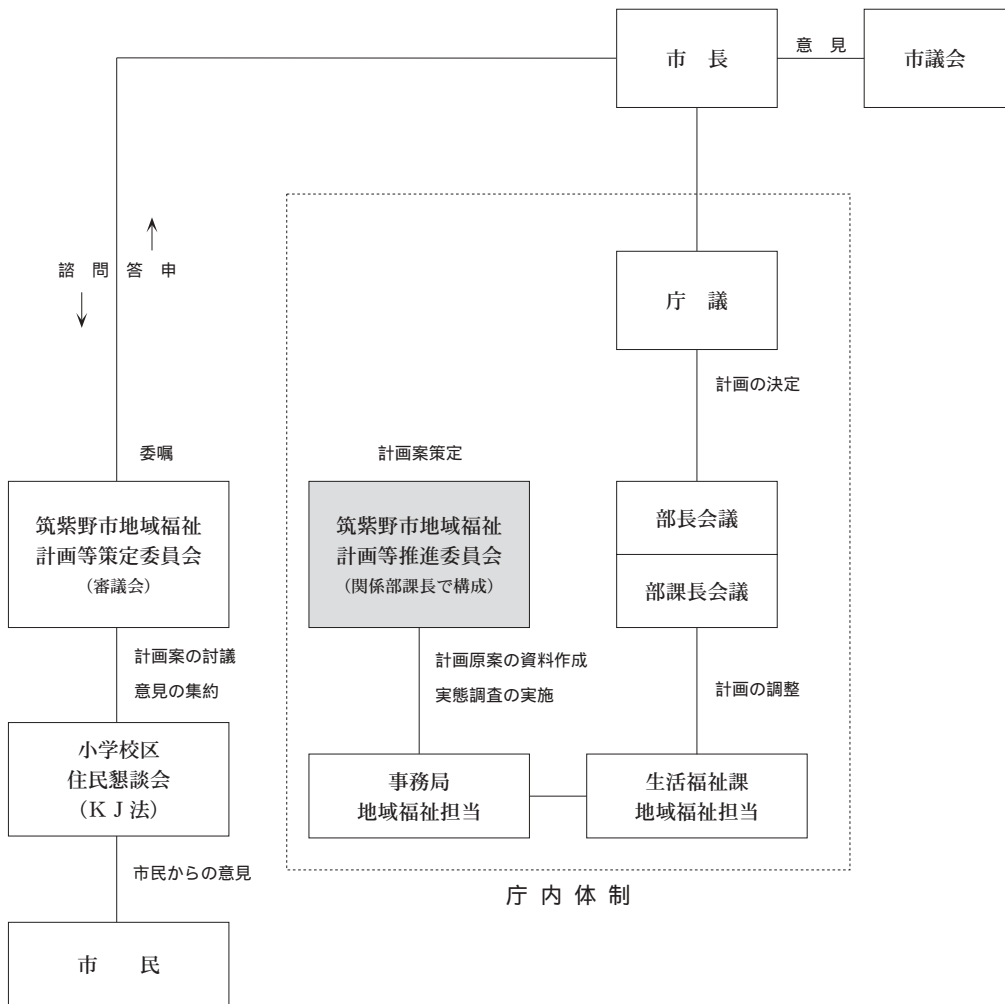 市　長
意　見
市議会
諮　問　答　申
庁　議
計画の決定
委嘱
計画案策定
筑紫野市地域福祉
計画等策定委員会
（審議会）
筑紫野市地域福祉
計画等推進委員会
（関係部課長で構成）
部長会議
部課長会議
計画案の討議
意見の集約
計画原案の資料作成
実態調査の実施
計画の調整
小学校区
住民懇談会
（ＫＪ法）
事務局
地域福祉担当
生活福祉課
地域福祉担当
市民からの意見
庁内体制
市　　民